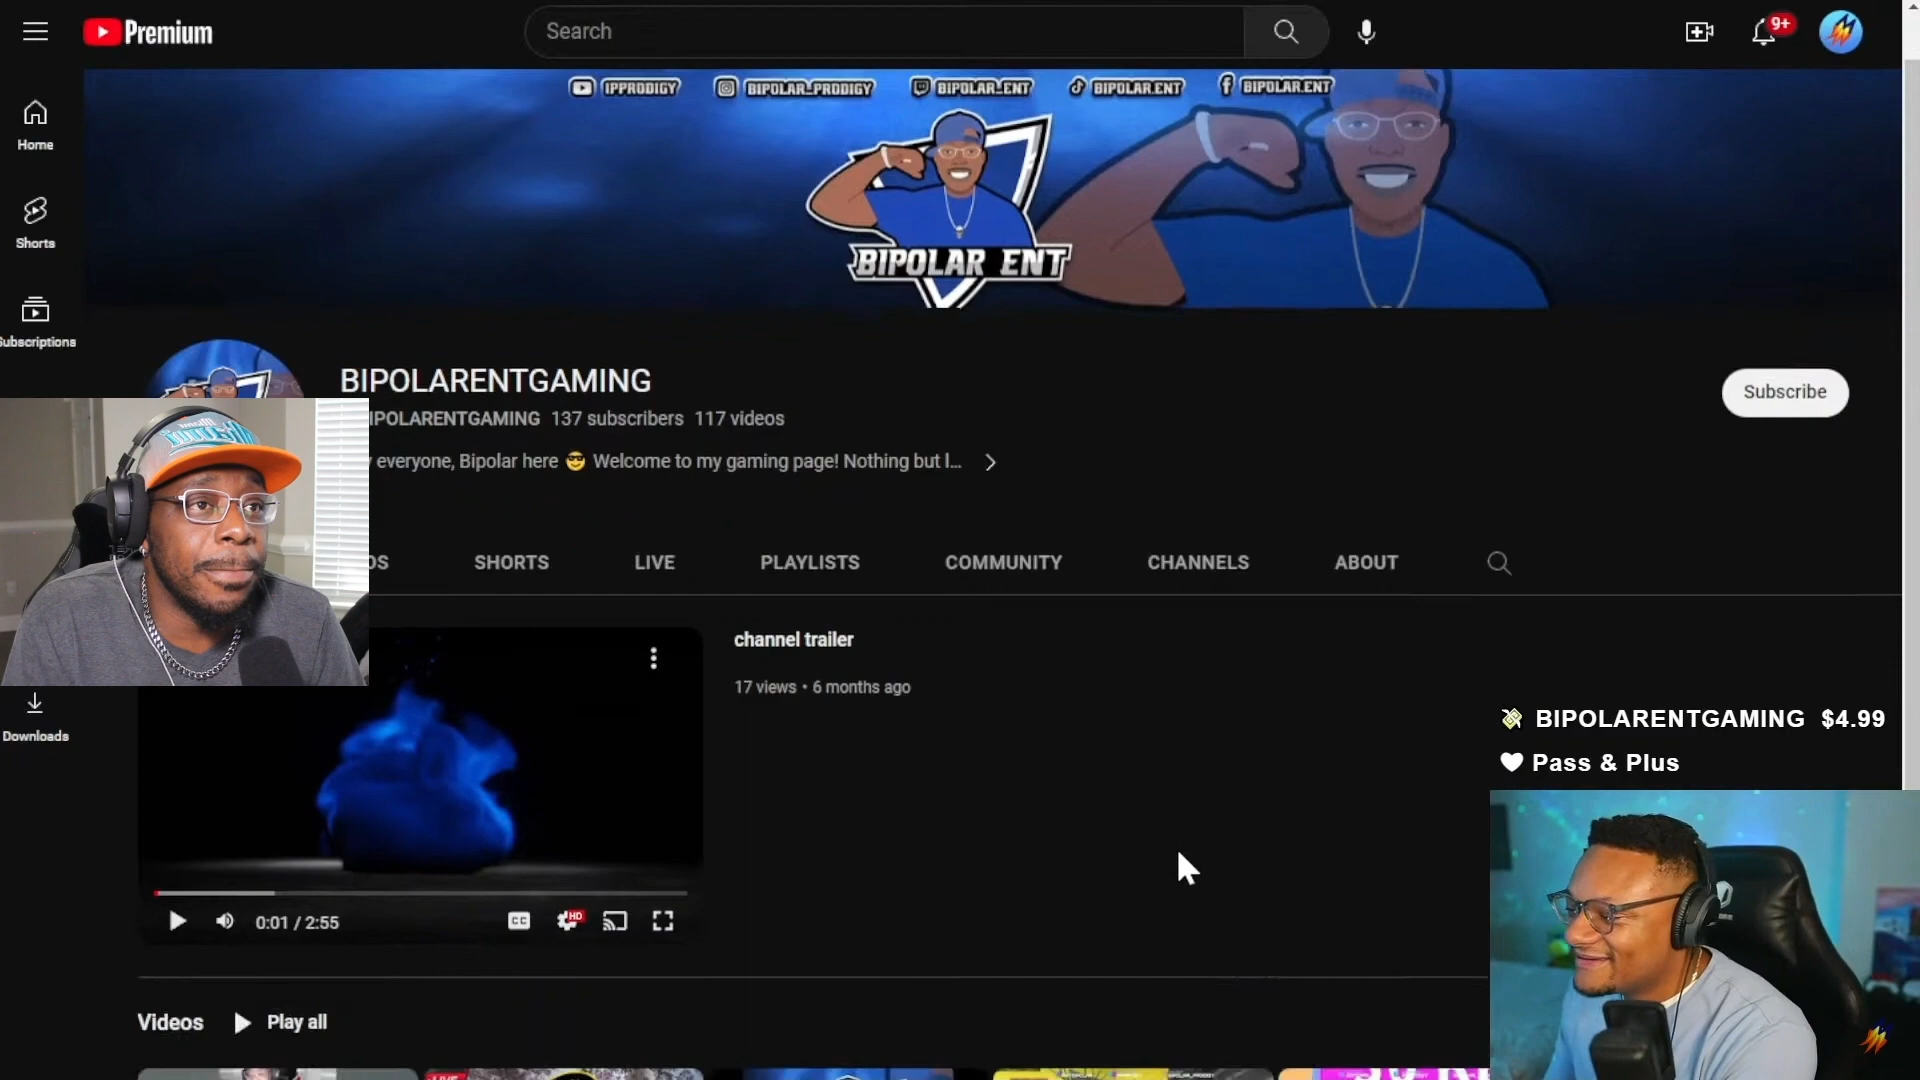 Premium
Search
9+
IPPRODIGY
BIPOLAR_PRODIGY
BIPOLAR_ENT
BIPOLAR.ENT
BIPOLAR.ENT
Home
Shorts
Subscriptions
BIPOLAR ENT
BIPOLARENTGAMING
IPOLARENTGAMING 137 subscribers 117 videos
everyone, Bipolar here 😎 Welcome to my gaming page! Nothing but l...
Subscribe
OS SHORTS LIVE PLAYLISTS COMMUNITY CHANNELS ABOUT
channel trailer
17 views • 6 months ago
Downloads
BIPOLARENTGAMING $4.99
Pass & Plus
0:01 / 2:55
CC
HD
Videos
Play all